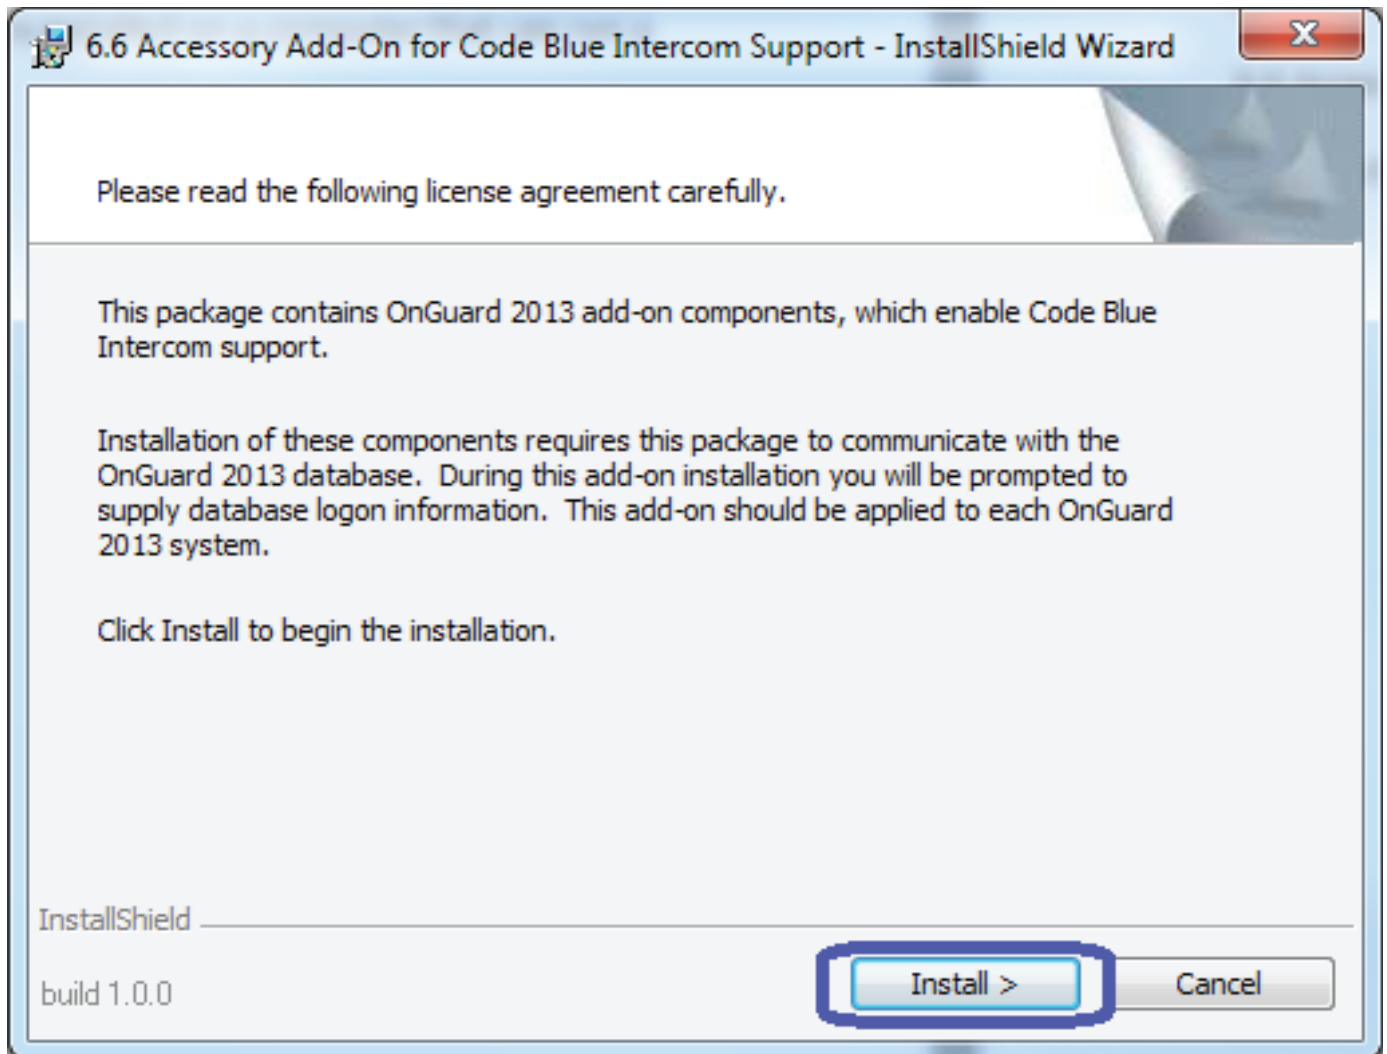 6.6 Accessory Add-On for Code Blue Intercom Support - InstallShield Wizard
Please read the following license agreement carefully.
This package contains OnGuard 2013 add-on components, which enable Code Blue
Intercom support.
Installation of these components requires this package to communicate with the
OnGuard 2013 database.  During this add-on installation you will be prompted to
supply database logon information.  This add-on should be applied to each OnGuard
2013 system.
Click Install to begin the installation.
InstallShield
build 1.0.0
Install >
Cancel